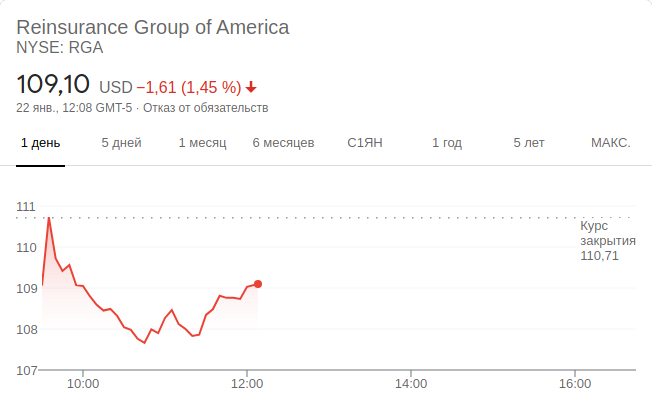 Reinsurance Group of America
NYSE: RGA
109,10 USD −1,61 (1,45 %)
22 янв., 12:08 GMT-5 · Отказ от обязательств
1 день 5 дней 1 месяц 6 месяцев С1ЯН 1 год 5 лет МАКС.
111
Курс
закрытия
110,71
110
109
108
107
10:00 12:00 14:00 16:00